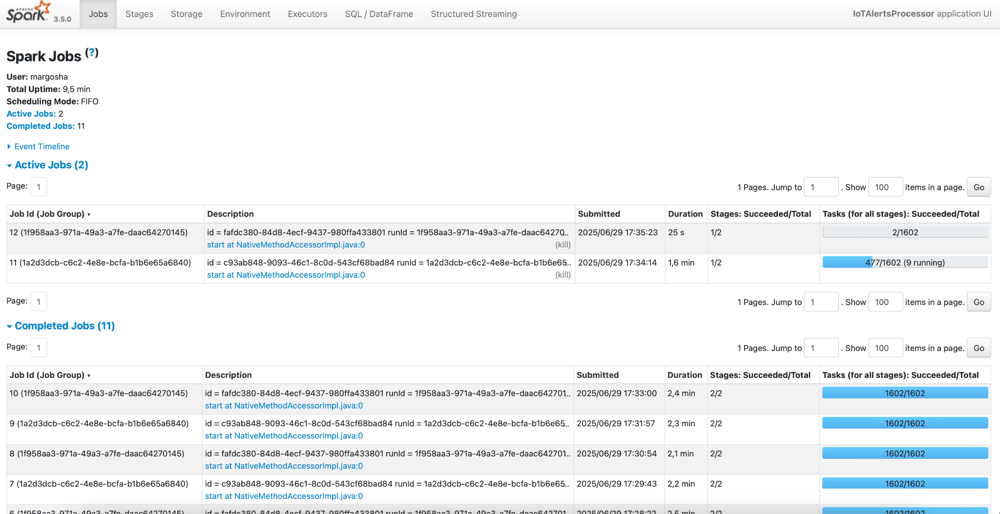 APACHE
Spark 3.5.0 Jobs Stages Storage Environment Executors SQL / DataFrame Structured Streaming IoTAlertsProcessor application UI
Spark Jobs (?)
User: margosha
Total Uptime: 9,5 min
Scheduling Mode: FIFO
Active Jobs: 2
Completed Jobs: 11
Event Timeline
Active Jobs (2)
Page: 1 1 Pages. Jump to 1 . Show 100 items in a page. Go
Job Id (Job Group) ▾ Description Submitted Duration Stages: Succeeded/Total Tasks (for all stages): Succeeded/Total
12 (1f958aa3-971a-49a3-a7fe-daac64270145) id = fafdc380-84d8-4ecf-9437-980ffa433801 runId = 1f958aa3-971a-49a3-a7fe-daac64270.. 2025/06/29 17:35:23 25 s 1/2 2/1602
start at NativeMethodAccessorImpl.java:0 (kill)
11 (1a2d3dcb-c6c2-4e8e-bcfa-b1b6e65a6840) id = c93ab848-9093-46c1-8c0d-543cf68bad84 runId = 1a2d3dcb-c6c2-4e8e-bcfa-b1b6e65.. 2025/06/29 17:34:14 1,6 min 1/2 477/1602 (9 running)
start at NativeMethodAccessorImpl.java:0 (kill)
Page: 1 1 Pages. Jump to 1 . Show 100 items in a page. Go
Completed Jobs (11)
Page: 1 1 Pages. Jump to 1 . Show 100 items in a page. Go
Job Id (Job Group) ▾ Description Submitted Duration Stages: Succeeded/Total Tasks (for all stages): Succeeded/Total
10 (1f958aa3-971a-49a3-a7fe-daac64270145) id = fafdc380-84d8-4ecf-9437-980ffa433801 runId = 1f958aa3-971a-49a3-a7fe-daac642701.. 2025/06/29 17:33:00 2,4 min 2/2 1602/1602
start at NativeMethodAccessorImpl.java:0
9 (1a2d3dcb-c6c2-4e8e-bcfa-b1b6e65a6840) id = c93ab848-9093-46c1-8c0d-543cf68bad84 runId = 1a2d3dcb-c6c2-4e8e-bcfa-b1b6e65.. 2025/06/29 17:31:57 2,3 min 2/2 1602/1602
start at NativeMethodAccessorImpl.java:0
8 (1f958aa3-971a-49a3-a7fe-daac64270145) id = fafdc380-84d8-4ecf-9437-980ffa433801 runId = 1f958aa3-971a-49a3-a7fe-daac642701.. 2025/06/29 17:30:54 2,1 min 2/2 1602/1602
start at NativeMethodAccessorImpl.java:0
7 (1a2d3dcb-c6c2-4e8e-bcfa-b1b6e65a6840) id = c93ab848-9093-46c1-8c0d-543cf68bad84 runId = 1a2d3dcb-c6c2-4e8e-bcfa-b1b6e65.. 2025/06/29 17:29:43 2,2 min 2/2 1602/1602
start at NativeMethodAccessorImpl.java:0
6 (1f958aa3-971a-49a3-a7fe-daac64270145) id = fafdc380-84d8-4ecf-9437-980ffa433801 runId = 1f958aa3-971a-49a3-a7fe-daac642701.. 2025/06/29 17:28:22 2,5 min 2/2 1602/1602